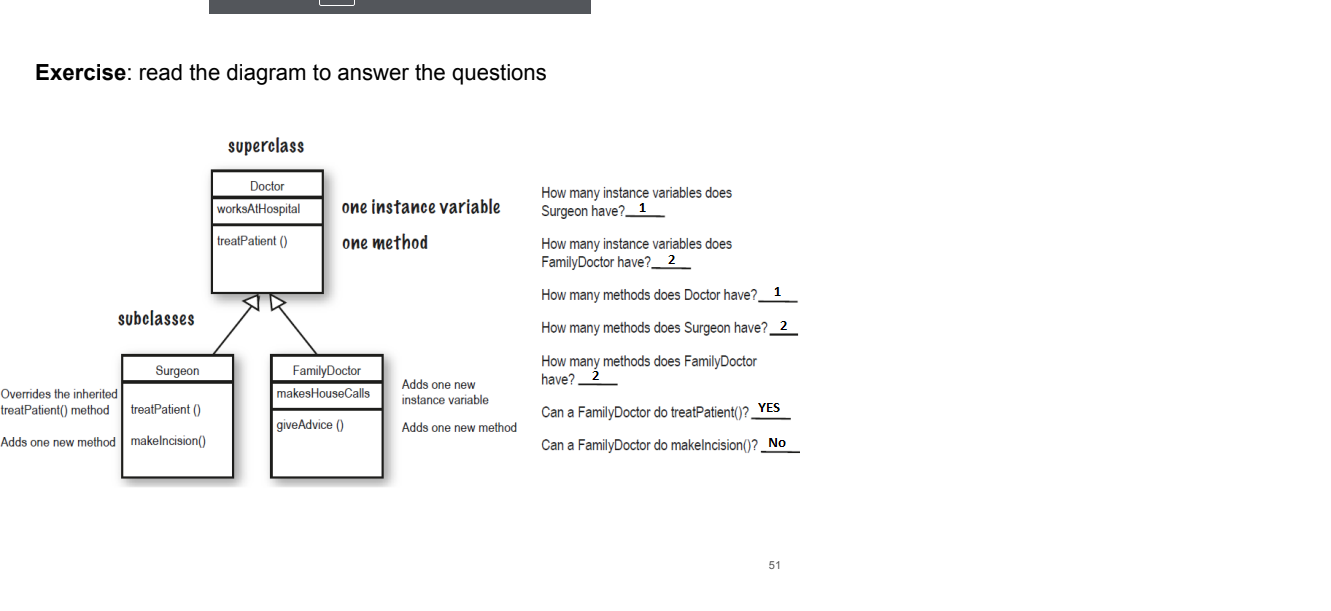 Exercise: read the diagram to answer the questions
superclass
Doctor
worksAtHospital
treatPatient ()
one instance variable
one method
subclasses
Surgeon
treatPatient ()
makeIncision()
Overrides the inherited
treatPatient() method
Adds one new method
FamilyDoctor
makesHouseCalls
giveAdvice ()
Adds one new
instance variable
Adds one new method
How many instance variables does
Surgeon have? 1
How many instance variables does
FamilyDoctor have? 2
How many methods does Doctor have? 1
How many methods does Surgeon have? 2
How many methods does FamilyDoctor
have? 2
Can a FamilyDoctor do treatPatient()? YES
Can a FamilyDoctor do makeIncision()? No
51